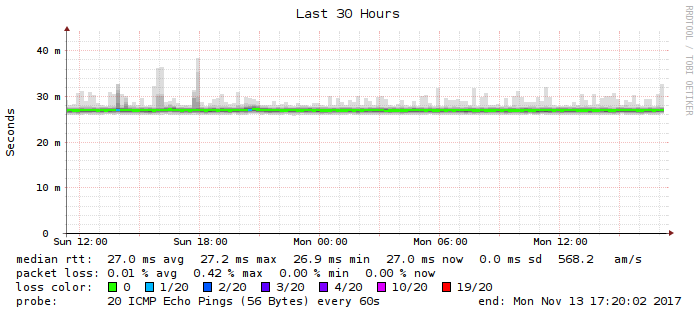 Last 30 Hours
RRDTOOL / TOBI OETIKER
Seconds
40 m
30 m
20 m
10 m
0
Sun 12:00 Sun 18:00 Mon 00:00 Mon 06:00 Mon 12:00
median rtt: 27.0 ms avg 27.2 ms max 26.9 ms min 27.0 ms now 0.0 ms sd 568.2 am/s
packet loss: 0.01 % avg 0.42 % max 0.00 % min 0.00 % now
loss color: 0 1/20 2/20 3/20 4/20 10/20 19/20
probe: 20 ICMP Echo Pings (56 Bytes) every 60s end: Mon Nov 13 17:20:02 2017